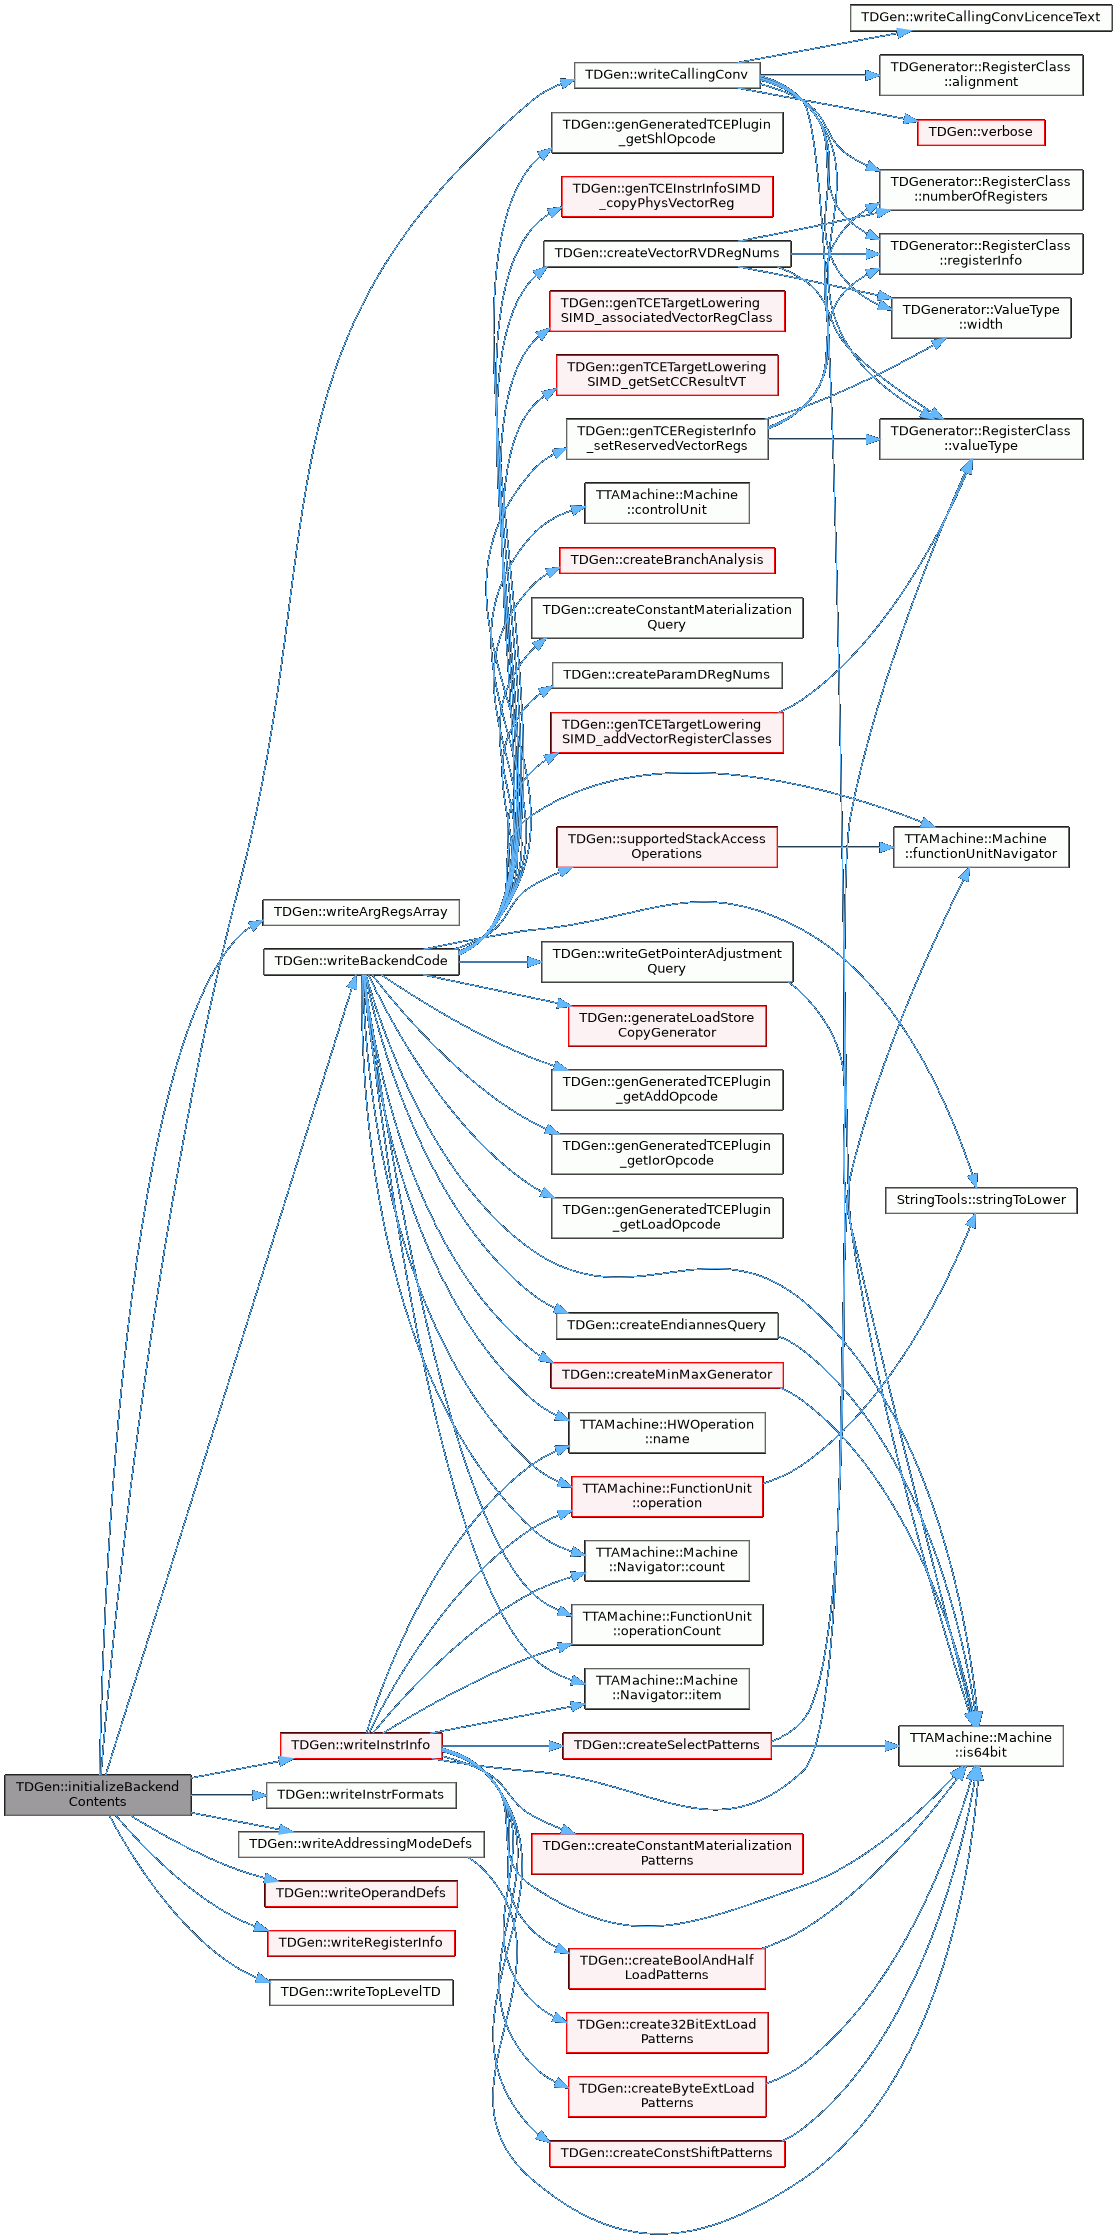 TDGen::writeCallingConvLicenceText
TDGen::writeCallingConv
TDGenerator::RegisterClass
::alignment
TDGen::genGeneratedTCEPlugin
_getShlOpcode
TDGen::verbose
TDGen::genTCEInstrInfoSIMD
_copyPhysVectorReg
TDGenerator::RegisterClass
::numberOfRegisters
TDGen::createVectorRVDRegNums
TDGenerator::RegisterClass
::registerInfo
TDGen::genTCETargetLowering
SIMD_associatedVectorRegClass
TDGenerator::ValueType
::width
TDGen::genTCETargetLowering
SIMD_getSetCCResultVT
TDGen::genTCERegisterInfo
_setReservedVectorRegs
TDGenerator::RegisterClass
::valueType
TTAMachine::Machine
::controlUnit
TDGen::createBranchAnalysis
TDGen::createConstantMaterialization
Query
TDGen::createParamDRegNums
TDGen::genTCETargetLowering
SIMD_addVectorRegisterClasses
TDGen::supportedStackAccess
Operations
TTAMachine::Machine
::functionUnitNavigator
TDGen::writeArgRegsArray
TDGen::writeBackendCode
TDGen::writeGetPointerAdjustment
Query
TDGen::generateLoadStore
CopyGenerator
TDGen::genGeneratedTCEPlugin
_getAddOpcode
TDGen::genGeneratedTCEPlugin
_getIorOpcode
TDGen::genGeneratedTCEPlugin
_getLoadOpcode
StringTools::stringToLower
TDGen::createEndiannesQuery
TDGen::createMinMaxGenerator
TTAMachine::HWOperation
::name
TTAMachine::FunctionUnit
::operation
TTAMachine::Machine
::Navigator::count
TTAMachine::FunctionUnit
::operationCount
TTAMachine::Machine
::Navigator::item
TDGen::writeInstrInfo
TDGen::createSelectPatterns
TTAMachine::Machine
::is64bit
TDGen::initializeBackend
Contents
TDGen::writeInstrFormats
TDGen::writeAddressingModeDefs
TDGen::createConstantMaterialization
Patterns
TDGen::writeOperandDefs
TDGen::writeRegisterInfo
TDGen::writeTopLevelTD
TDGen::createBoolAndHalf
LoadPatterns
TDGen::create32BitExtLoad
Patterns
TDGen::createByteExtLoad
Patterns
TDGen::createConstShiftPatterns